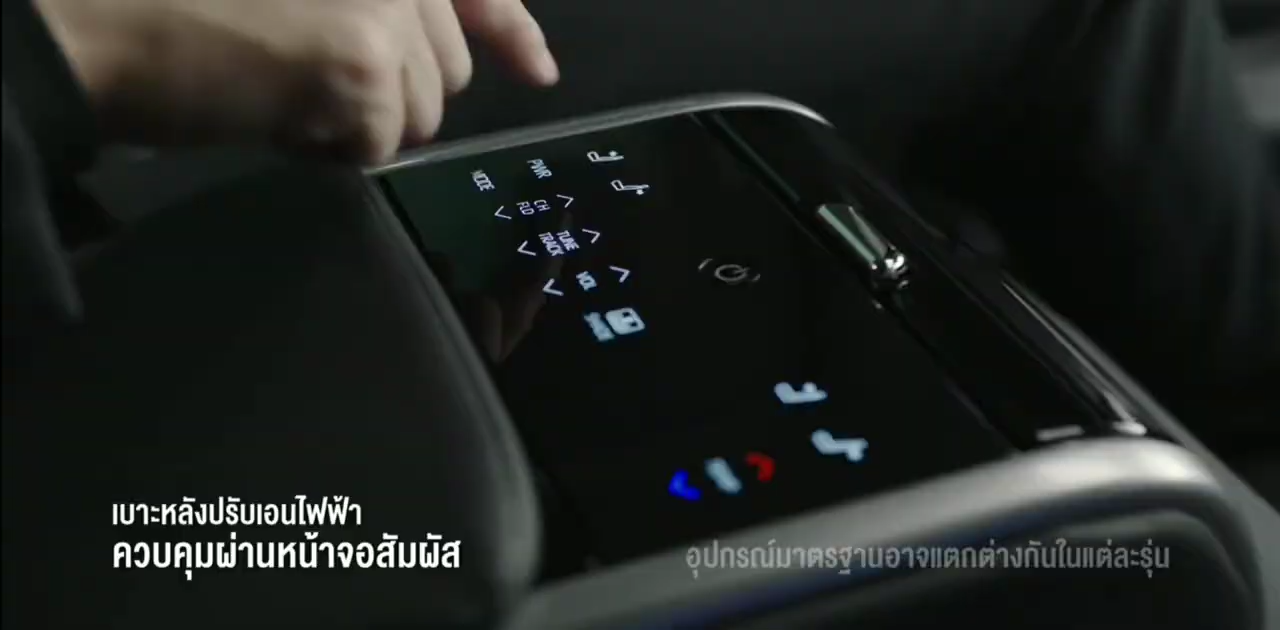 MODE
PWR
< FLD CH >
< TRACK TUNE >
< VOL >
เบาะหลังปรับเอนไฟฟ้า
ควบคุมผ่านหน้าจอสัมผัส
อุปกรณ์มาตรฐานอาจแตกต่างกันในแต่ละรุ่น